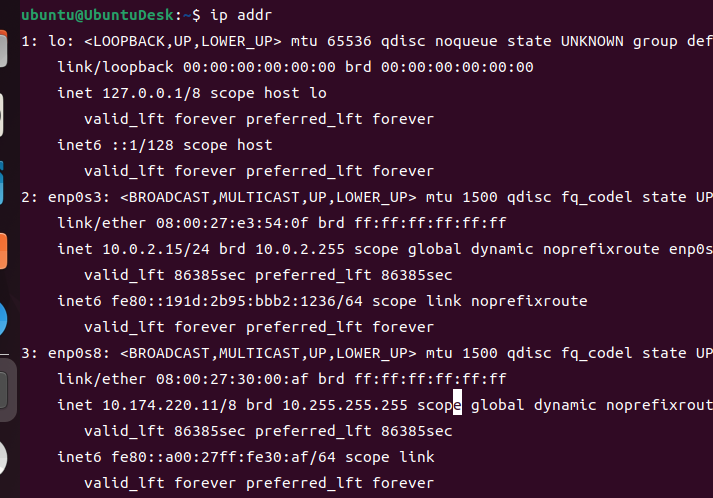 ubuntu@UbuntuDesk:~$ ip addr
1: lo: <LOOPBACK,UP,LOWER_UP> mtu 65536 qdisc noqueue state UNKNOWN group def
link/loopback 00:00:00:00:00:00 brd 00:00:00:00:00:00
inet 127.0.0.1/8 scope host lo
valid_lft forever preferred_lft forever
inet6 ::1/128 scope host
valid_lft forever preferred_lft forever
2: enp0s3: <BROADCAST,MULTICAST,UP,LOWER_UP> mtu 1500 qdisc fq_codel state UP
link/ether 08:00:27:e3:54:0f brd ff:ff:ff:ff:ff:ff
inet 10.0.2.15/24 brd 10.0.2.255 scope global dynamic noprefixroute enp0s
valid_lft 86385sec preferred_lft 86385sec
inet6 fe80::191d:2b95:bbb2:1236/64 scope link noprefixroute
valid_lft forever preferred_lft forever
3: enp0s8: <BROADCAST,MULTICAST,UP,LOWER_UP> mtu 1500 qdisc fq_codel state UP
link/ether 08:00:27:30:00:af brd ff:ff:ff:ff:ff:ff
inet 10.174.220.11/8 brd 10.255.255.255 scope global dynamic noprefixrout
valid_lft 86385sec preferred_lft 86385sec
inet6 fe80::a00:27ff:fe30:af/64 scope link
valid_lft forever preferred_lft forever